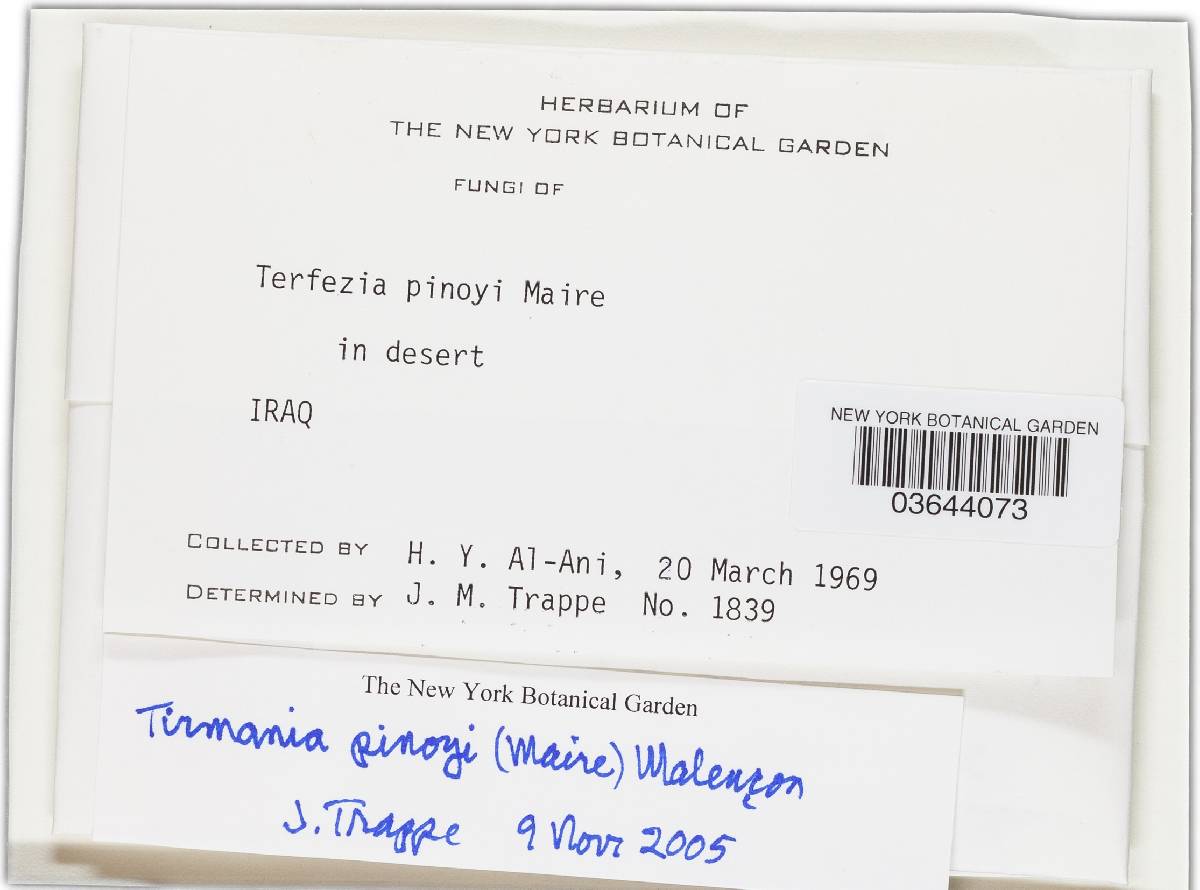 HERBARIUM OF
THE NEW YORK BOTANICAL GARDEN
FUNGI OF
Terfezia pinoyi Maire
in desert
IRAQ
NEW YORK BOTANICAL GARDEN
03644073
COLLECTED BY H. Y. Al-Ani, 20 March 1969
DETERMINED BY J. M. Trappe No. 1839
The New York Botanical Garden
Tirmania pinoyi (Maire) Malençon
J. Trappe 9 Nov 2005